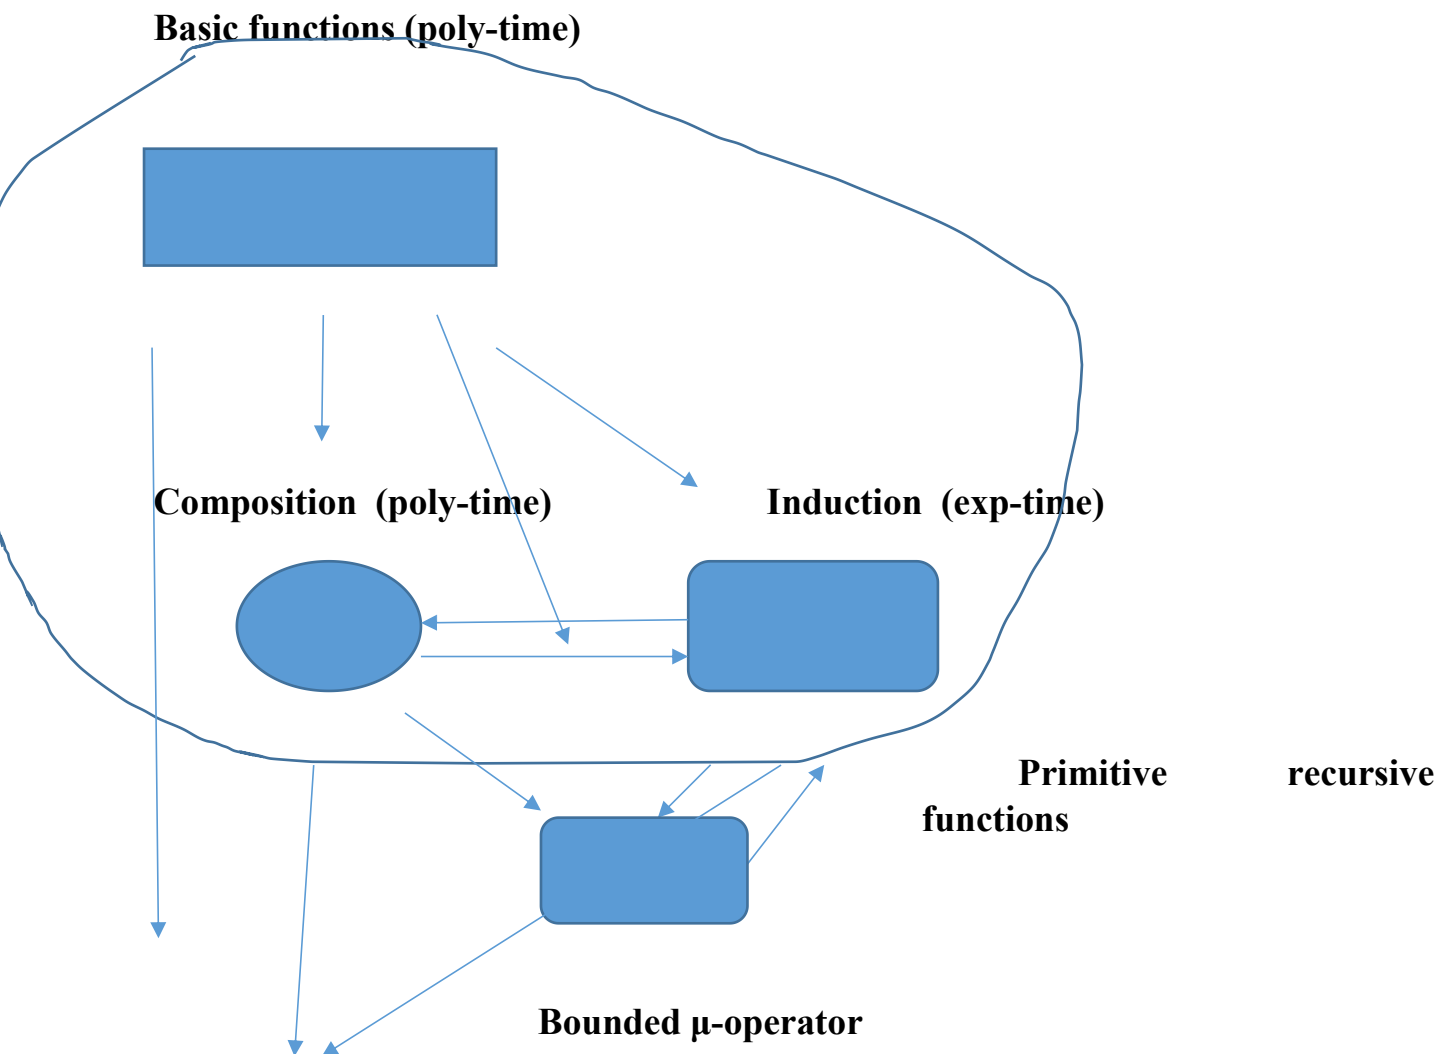 Basic functions (poly-time)
Composition (poly-time) Induction (exp-time)
Primitive recursive
functions
Bounded μ-operator